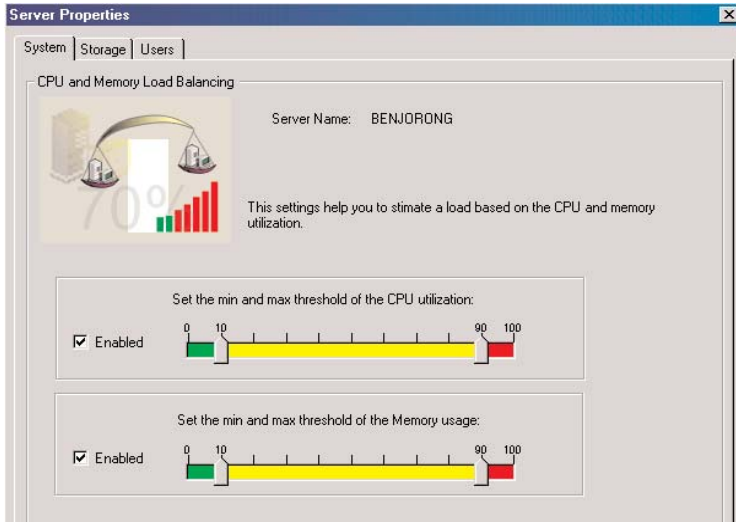 Server Properties
System Storage Users
CPU and Memory Load Balancing
Server Name: BENJORONG
70%
This settings help you to stimate a load based on the CPU and memory
utilization.
Set the min and max threshold of the CPU utilization:
Enabled
0 10 90 100
Set the min and max threshold of the Memory usage:
Enabled
0 10 90 100